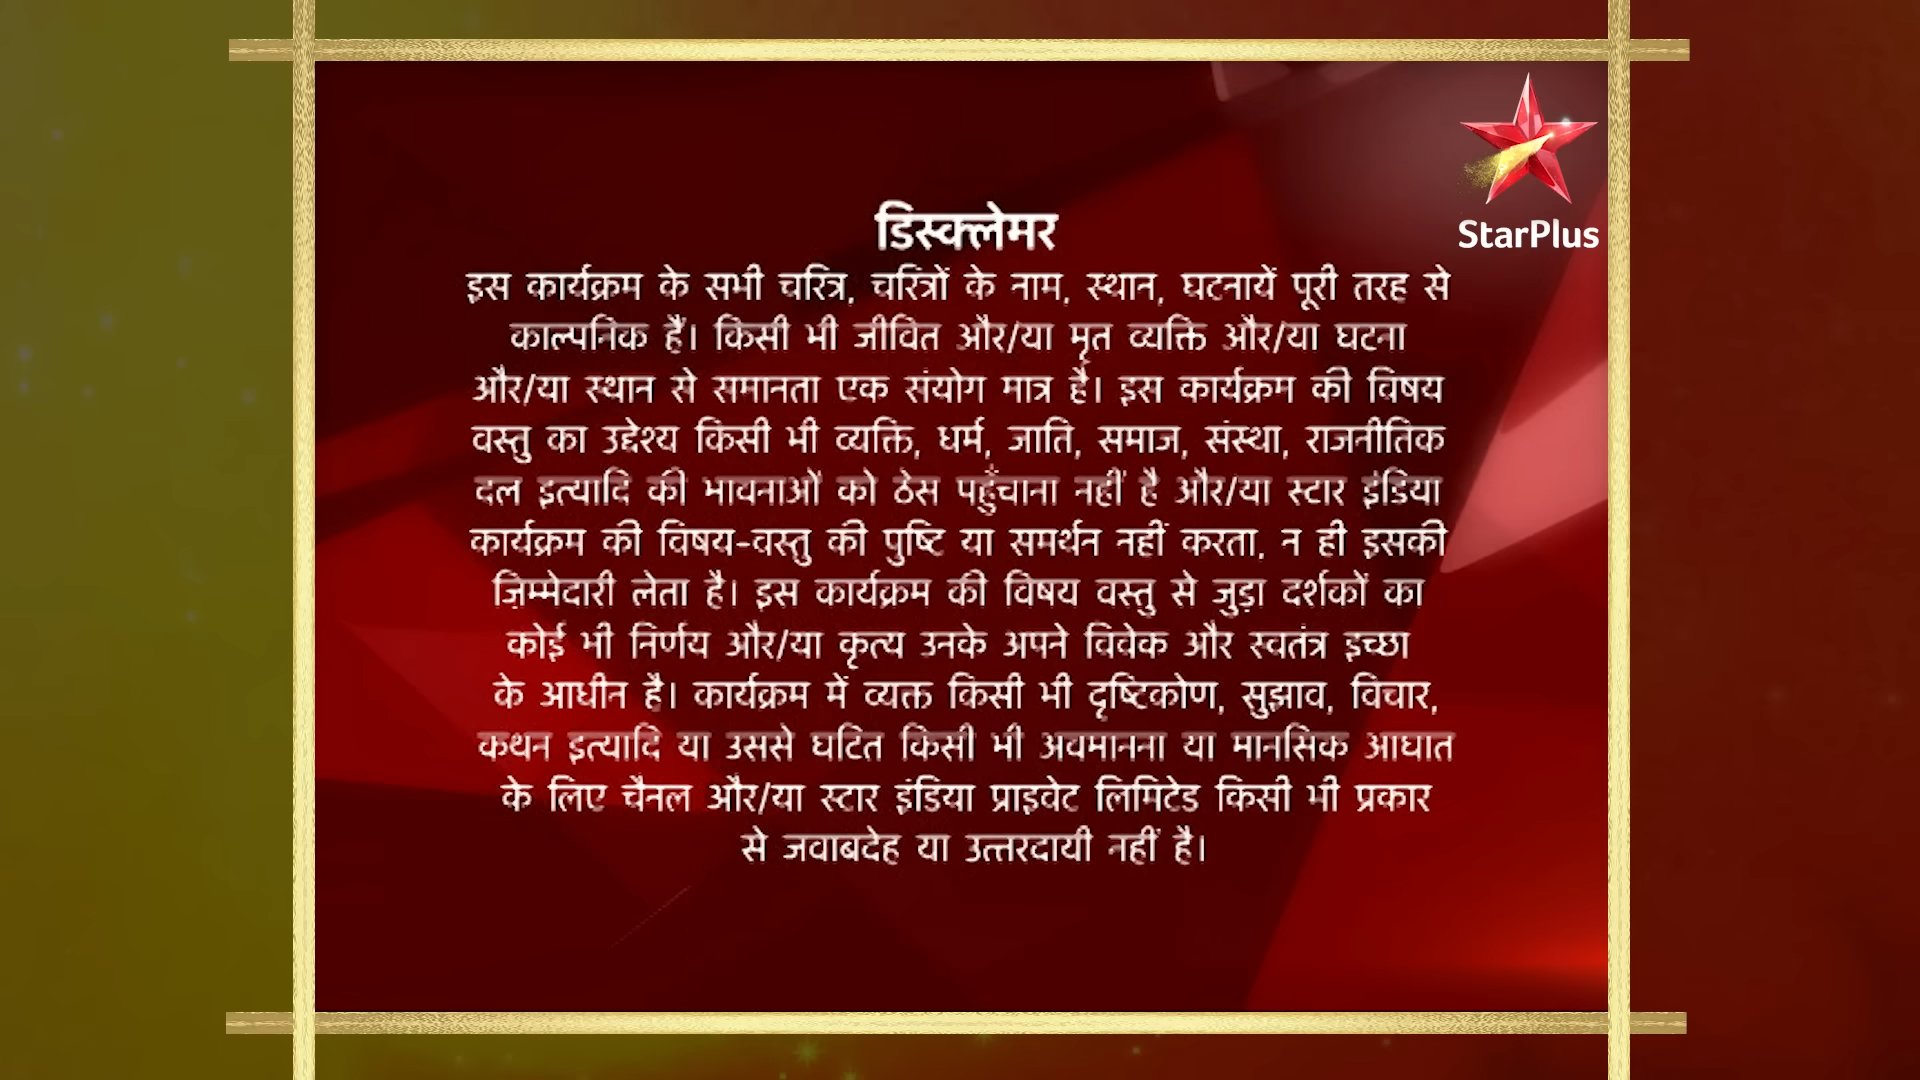 StarPlus
डिस्क्लेमर
इस कार्यक्रम के सभी चरित्र, चरित्रों के नाम, स्थान, घटनायें पूरी तरह से
काल्पनिक हैं। किसी भी जीवित और/या मृत व्यक्ति और/या घटना
और/या स्थान से समानता एक संयोग मात्र है। इस कार्यक्रम की विषय
वस्तु का उद्देश्य किसी भी व्यक्ति, धर्म, जाति, समाज, संस्था, राजनीतिक
दल इत्यादि की भावनाओं को ठेस पहुँचाना नहीं है और/या स्टार इंडिया
कार्यक्रम की विषय-वस्तु की पुष्टि या समर्थन नहीं करता, न ही इसकी
ज़िम्मेदारी लेता है। इस कार्यक्रम की विषय वस्तु से जुड़ा दर्शकों का
कोई भी निर्णय और/या कृत्य उनके अपने विवेक और स्वतंत्र इच्छा
के आधीन है। कार्यक्रम में व्यक्त किसी भी दृष्टिकोण, सुझाव, विचार,
कथन इत्यादि या उससे घटित किसी भी अवमानना या मानसिक आघात
के लिए चैनल और/या स्टार इंडिया प्राइवेट लिमिटेड किसी भी प्रकार
से जवाबदेह या उत्तरदायी नहीं है।